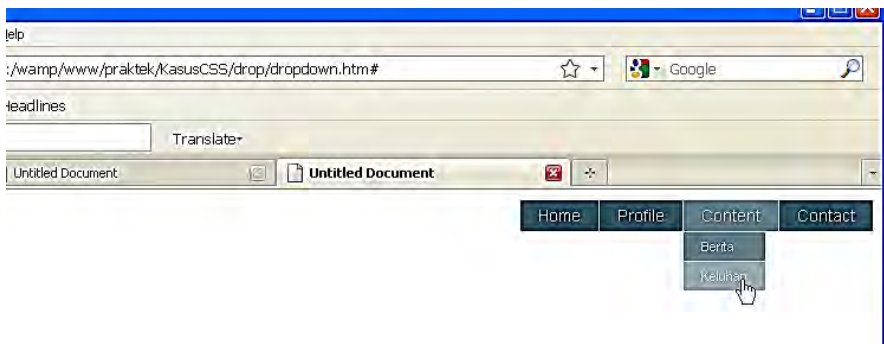 Help
:/wamp/www/praktek/KasusCSS/drop/dropdown.htm# Google
Headlines
Translate
Untitled Document Untitled Document
Home Profile Content Contact
Berita
Keluhan